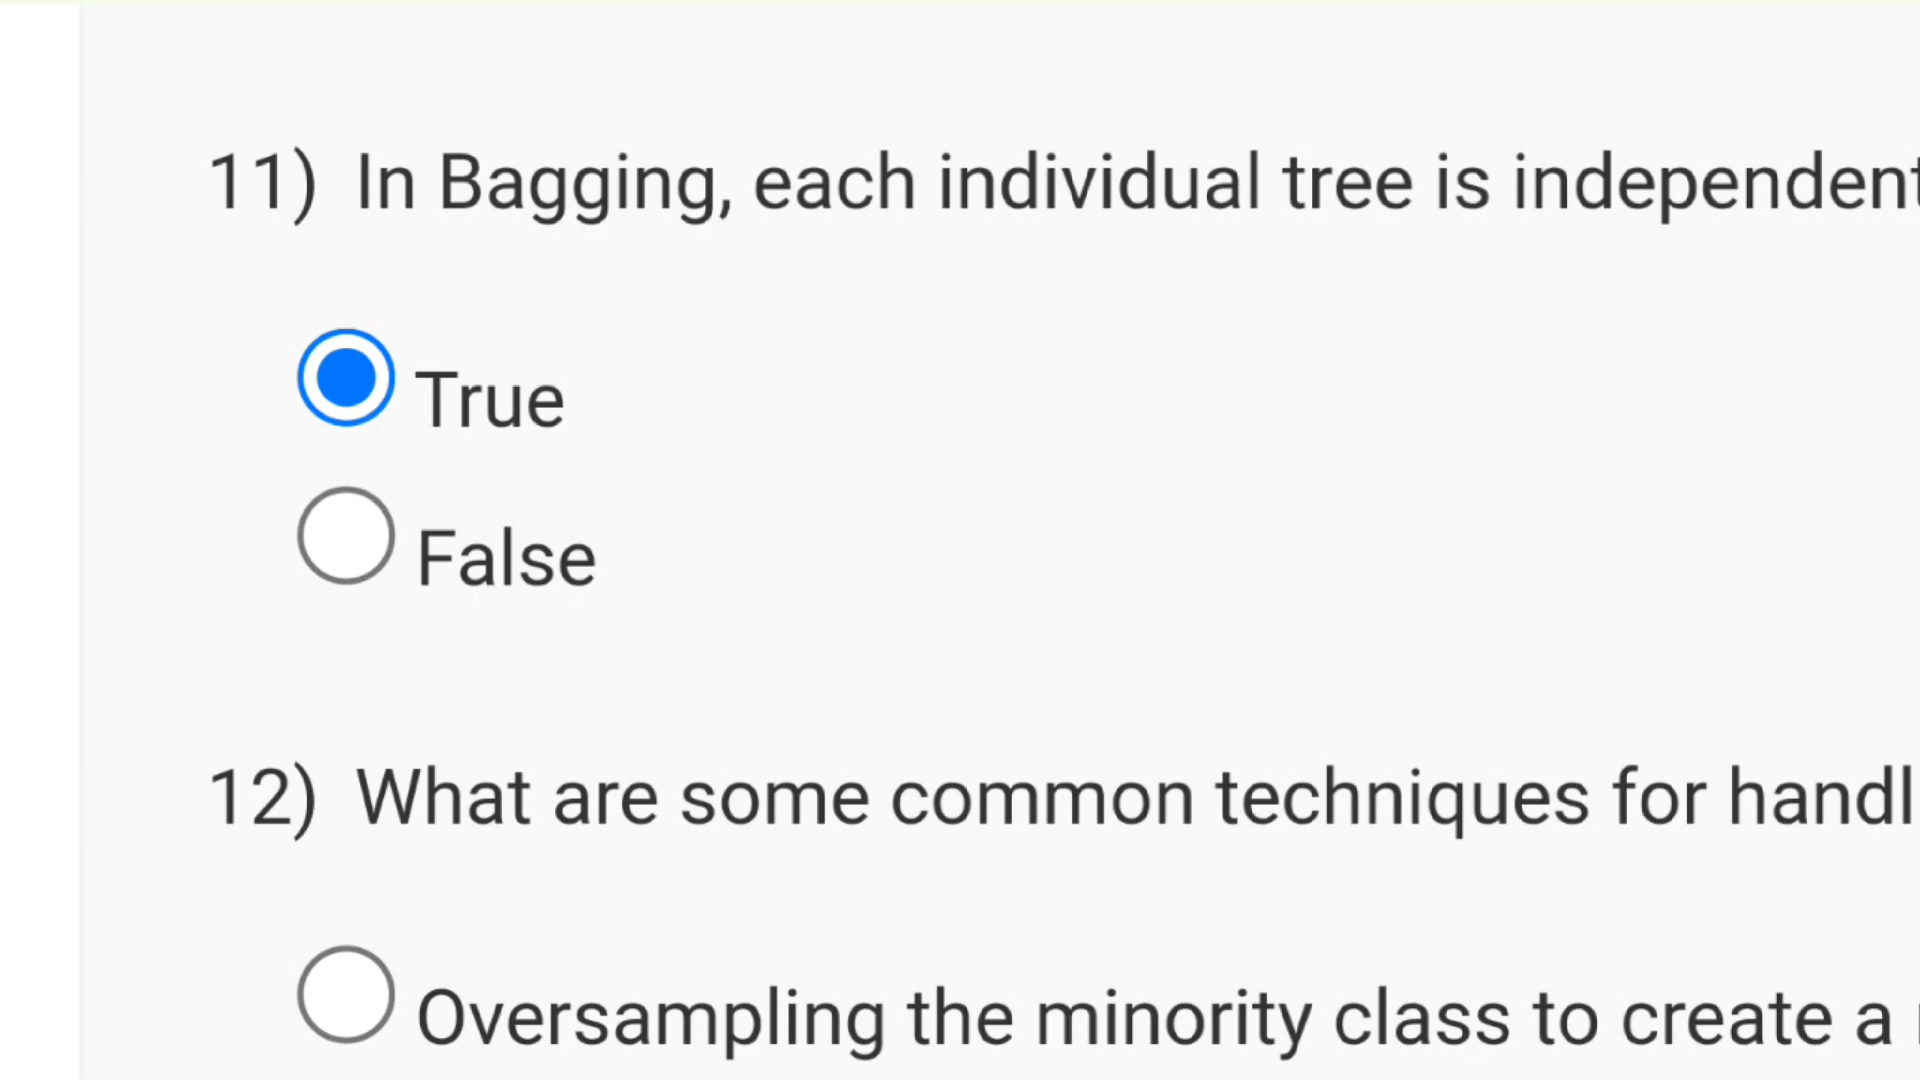 11) In Bagging, each individual tree is independent
True
False
12) What are some common techniques for handl
Oversampling the minority class to create a